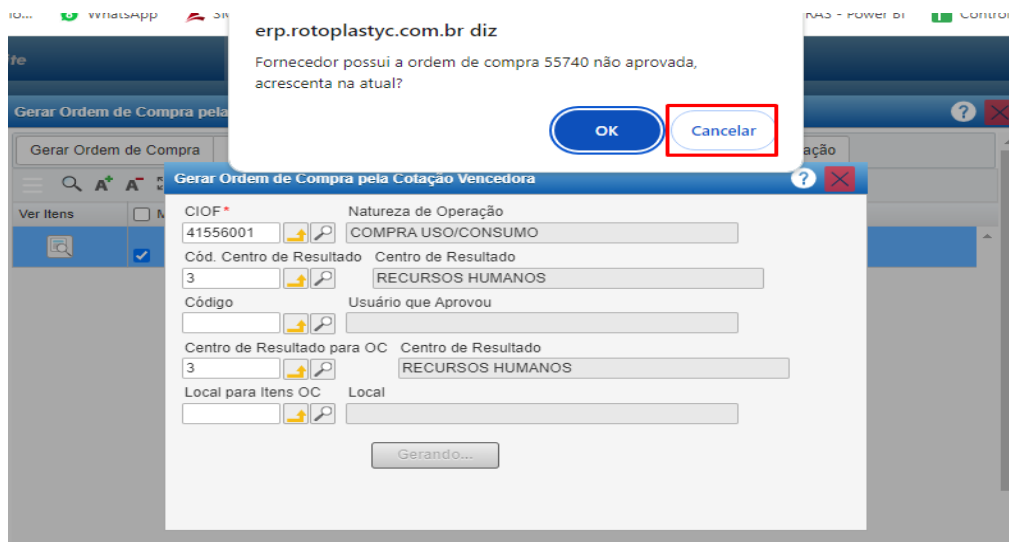 WhatsApp
Power BI
erp.rotoplastyc.com.br diz
Fornecedor possui a ordem de compra 55740 não aprovada,
acrescenta na atual?
OK Cancelar
Gerar Ordem de Compra pela
?
Gerar Ordem de Compra
A+ A-
Gerar Ordem de Compra pela Cotação Vencedora ?
Ver Itens
CIOF* Natureza de Operação
41556001 COMPRA USO/CONSUMO
Cód. Centro de Resultado Centro de Resultado
3 RECURSOS HUMANOS
Código Usuário que Aprovou
Centro de Resultado para OC Centro de Resultado
3 RECURSOS HUMANOS
Local para Itens OC Local
Gerando...